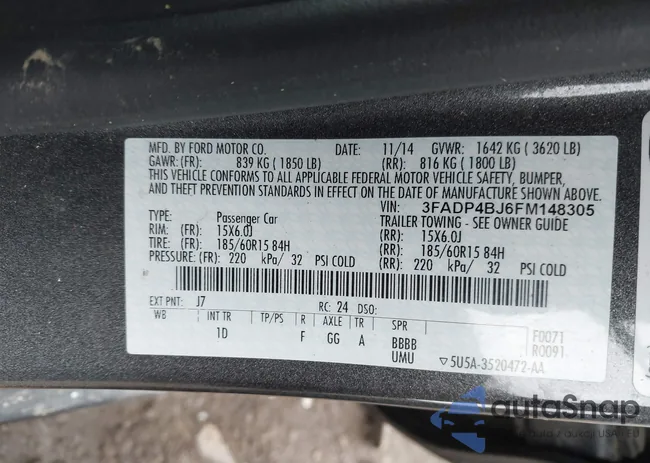 MFD. BY FORD MOTOR CO. DATE: 11/14 GVWR: 1642 KG ( 3620 LB)
GAWR: (FR): 839 KG ( 1850 LB) (RR): 816 KG ( 1800 LB)
THIS VEHICLE CONFORMS TO ALL APPLICABLE FEDERAL MOTOR VEHICLE SAFETY, BUMPER,
AND THEFT PREVENTION STANDARDS IN EFFECT ON THE DATE OF MANUFACTURE SHOWN ABOVE.
VIN: 3FADP4BJ6FM148305
TYPE: Passenger Car TRAILER TOWING - SEE OWNER GUIDE
RIM: (FR): 15X6.0J (RR): 15X6.0J
TIRE: (FR): 185/60R15 84H (RR): 185/60R15 84H
PRESSURE: (FR): 220 kPa/ 32 PSI COLD (RR): 220 kPa/ 32 PSI COLD
EXT PNT: J7 RC: 24 DSO:
WB INT TR TP/PS R AXLE TR SPR F0071
1D F GG A BBBB R0091
UMU ▽5U5A-3520472-AA
autoSnap